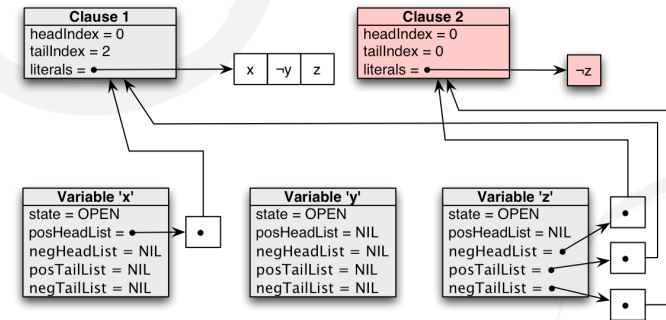 Clause 1
headIndex = 0
tailIndex = 2
literals =
x ¬y z
Clause 2
headIndex = 0
tailIndex = 0
literals =
¬z
Variable 'x'
state = OPEN
posHeadList =
negHeadList = NIL
posTailList = NIL
negTailList = NIL
Variable 'y'
state = OPEN
posHeadList = NIL
negHeadList = NIL
posTailList = NIL
negTailList = NIL
Variable 'z'
state = OPEN
posHeadList = NIL
negHeadList =
posTailList =
negTailList =